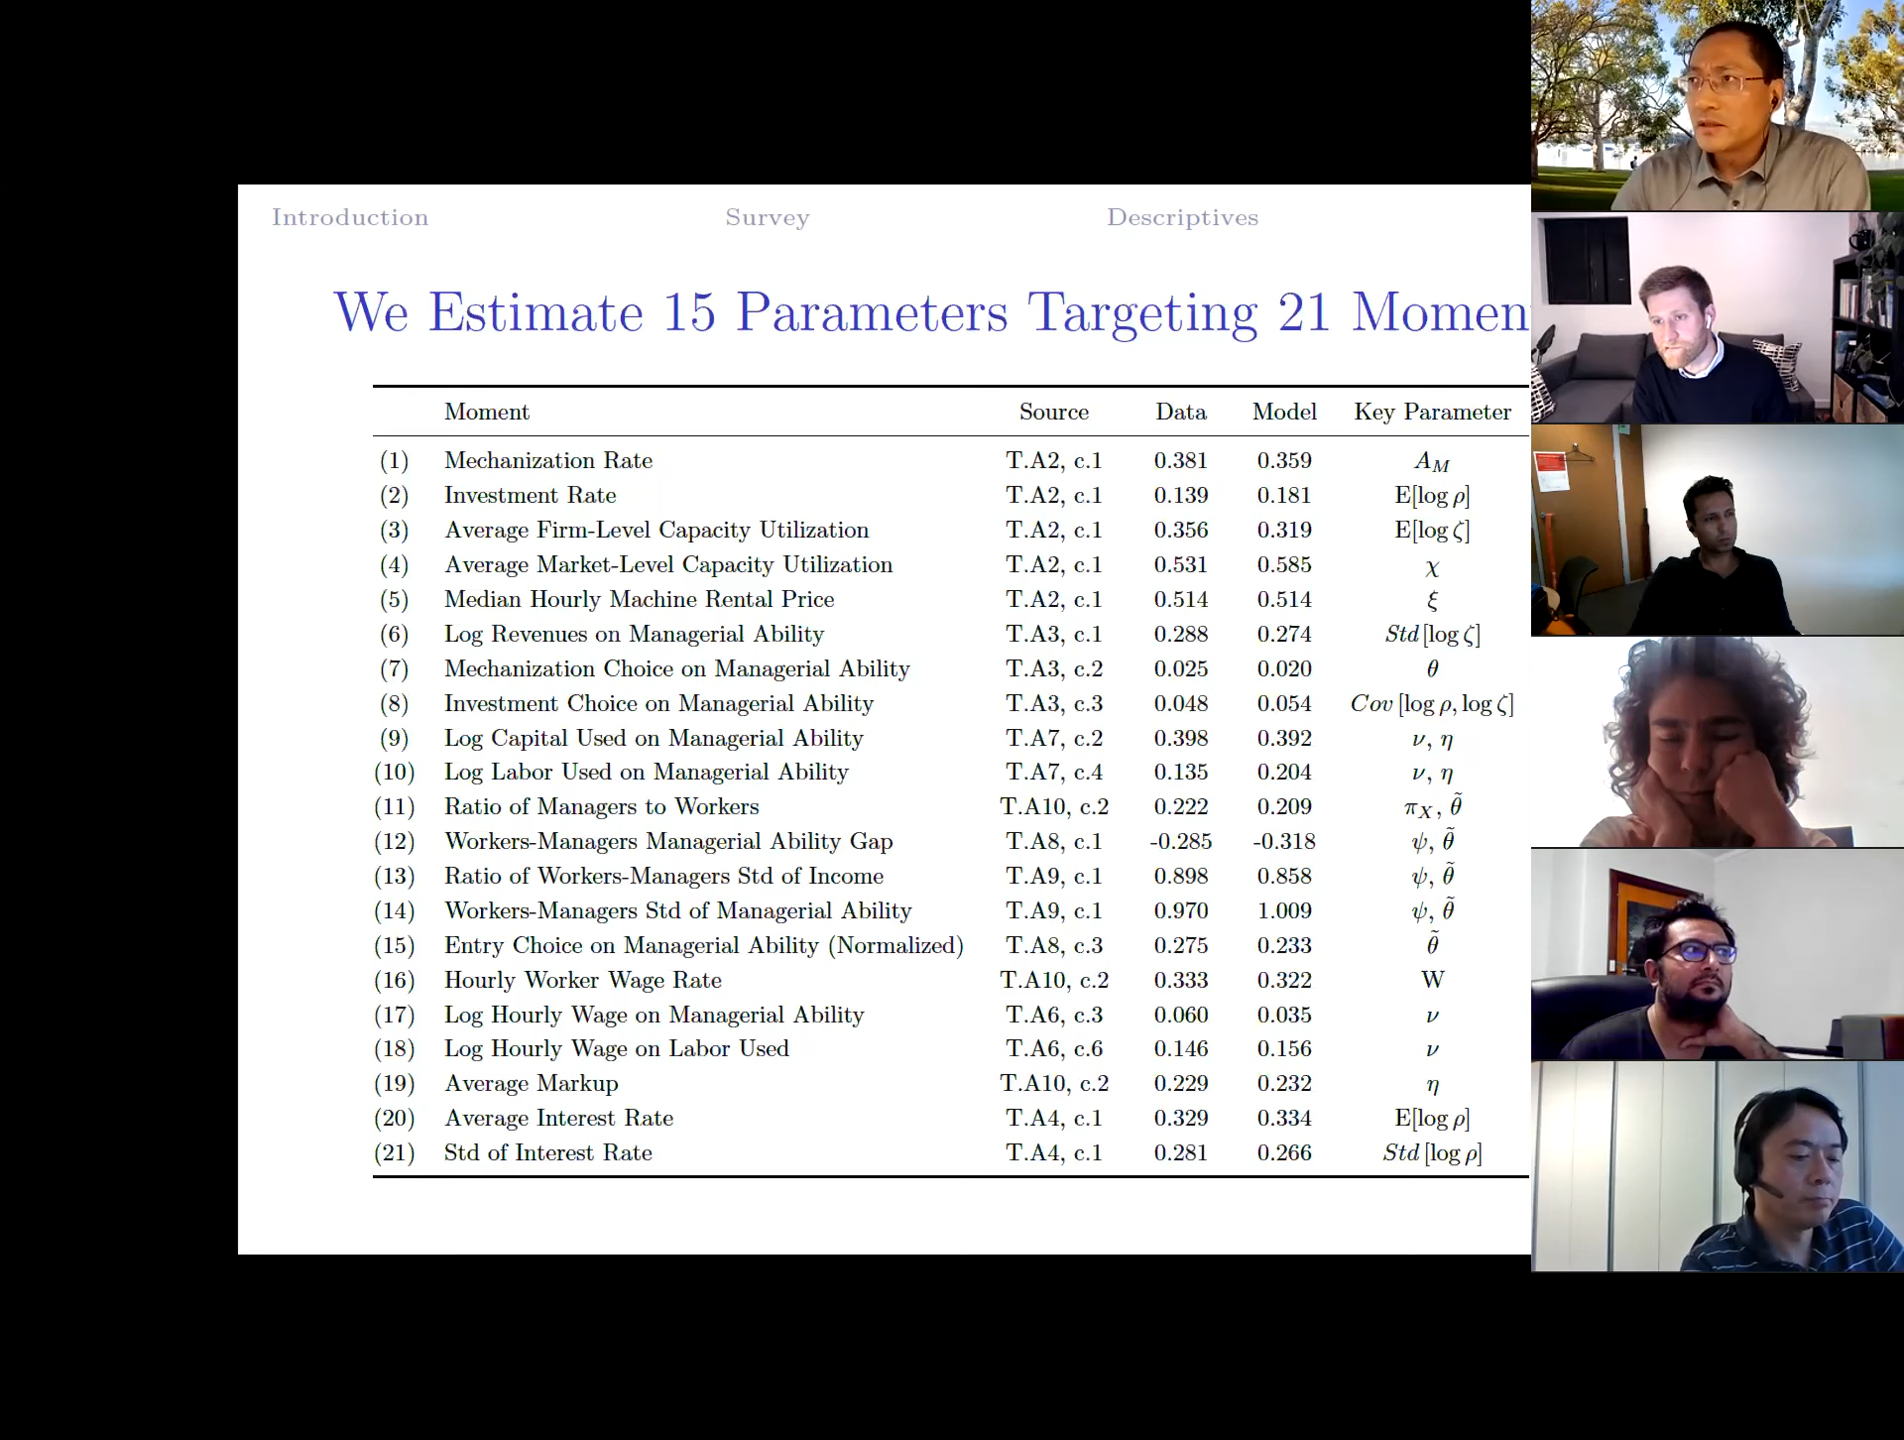 Introduction Survey Descriptives
We Estimate 15 Parameters Targeting 21 Momen
Moment Source Data Model Key Parameter
(1) Mechanization Rate T.A2, c.1 0.381 0.359 A_M
(2) Investment Rate T.A2, c.1 0.139 0.181 E[log ρ]
(3) Average Firm-Level Capacity Utilization T.A2, c.1 0.356 0.319 E[log ζ]
(4) Average Market-Level Capacity Utilization T.A2, c.1 0.531 0.585 χ
(5) Median Hourly Machine Rental Price T.A2, c.1 0.514 0.514 ξ
(6) Log Revenues on Managerial Ability T.A3, c.1 0.288 0.274 Std [log ζ]
(7) Mechanization Choice on Managerial Ability T.A3, c.2 0.025 0.020 θ
(8) Investment Choice on Managerial Ability T.A3, c.3 0.048 0.054 Cov [log ρ, log ζ]
(9) Log Capital Used on Managerial Ability T.A7, c.2 0.398 0.392 ν, η
(10) Log Labor Used on Managerial Ability T.A7, c.4 0.135 0.204 ν, η
(11) Ratio of Managers to Workers T.A10, c.2 0.222 0.209 π_X, θ̃
(12) Workers-Managers Managerial Ability Gap T.A8, c.1 -0.285 -0.318 ψ, θ̃
(13) Ratio of Workers-Managers Std of Income T.A9, c.1 0.898 0.858 ψ, θ̃
(14) Workers-Managers Std of Managerial Ability T.A9, c.1 0.970 1.009 ψ, θ̃
(15) Entry Choice on Managerial Ability (Normalized) T.A8, c.3 0.275 0.233 θ̃
(16) Hourly Worker Wage Rate T.A10, c.2 0.333 0.322 W
(17) Log Hourly Wage on Managerial Ability T.A6, c.3 0.060 0.035 ν
(18) Log Hourly Wage on Labor Used T.A6, c.6 0.146 0.156 ν
(19) Average Markup T.A10, c.2 0.229 0.232 η
(20) Average Interest Rate T.A4, c.1 0.329 0.334 E[log ρ]
(21) Std of Interest Rate T.A4, c.1 0.281 0.266 Std [log ρ]